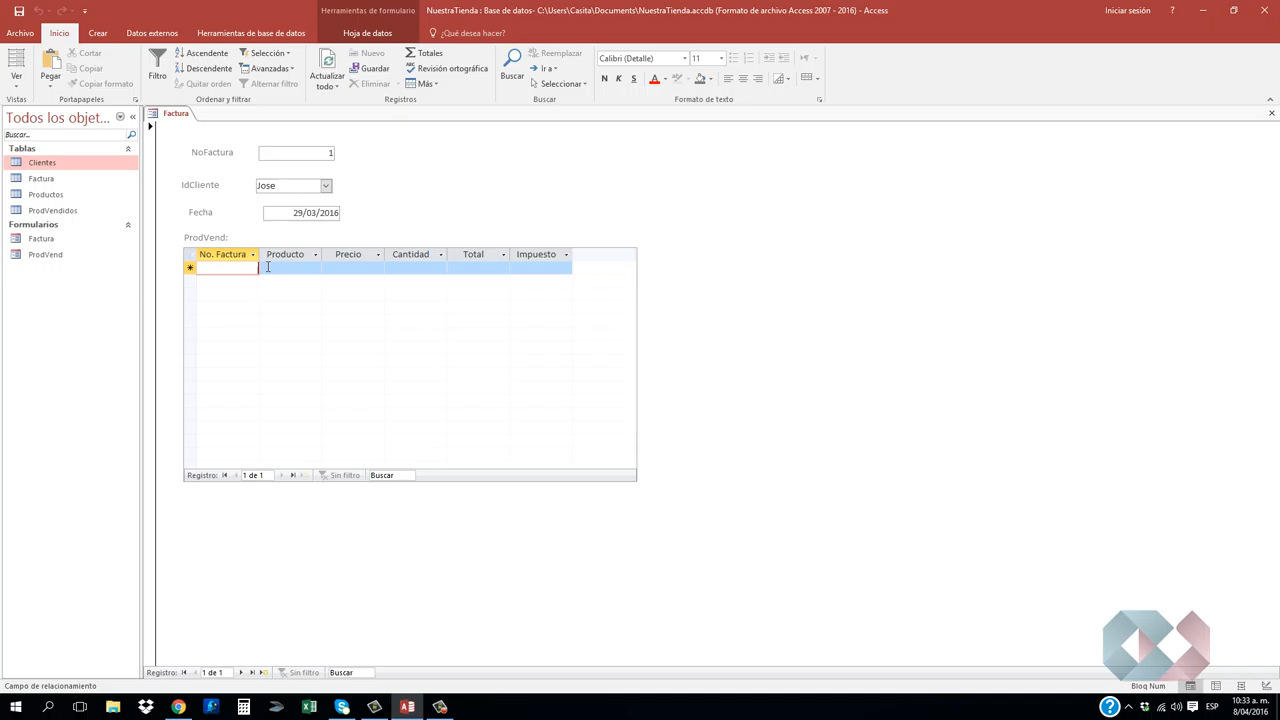 Herramientas de formulario
NuestraTienda : Base de datos- C:\Users\Casita\Documents\NuestraTienda.accdb (Formato de archivo Access 2007 - 2016) - Access
Iniciar sesión
Archivo
Inicio
Crear
Datos externos
Herramientas de base de datos
Hoja de datos
¿Qué desea hacer?
Ver
Vistas
Pegar
Cortar
Copiar
Copiar formato
Portapapeles
Filtro
Ascendente
Descendente
Quitar orden
Selección
Avanzadas
Alternar filtro
Ordenar y filtrar
Actualizar
todo
Nuevo
Guardar
Eliminar
Totales
Revisión ortográfica
Más
Registros
Buscar
Reemplazar
Ir a
Seleccionar
Buscar
Calibri (Detalle)
11
N K S
Formato de texto
Todos los objet...
Buscar...
Tablas
Clientes
Factura
Productos
ProdVendidos
Formularios
Factura
ProdVend
Factura
NoFactura
1
IdCliente
Jose
Fecha
29/03/2016
ProdVend:
No. Factura Producto Precio Cantidad Total Impuesto
Registro: 1 de 1 Sin filtro Buscar
Registro: 1 de 1 Sin filtro Buscar
Campo de relacionamiento
Bloq Num
ESP
10:33 a. m.
8/04/2016